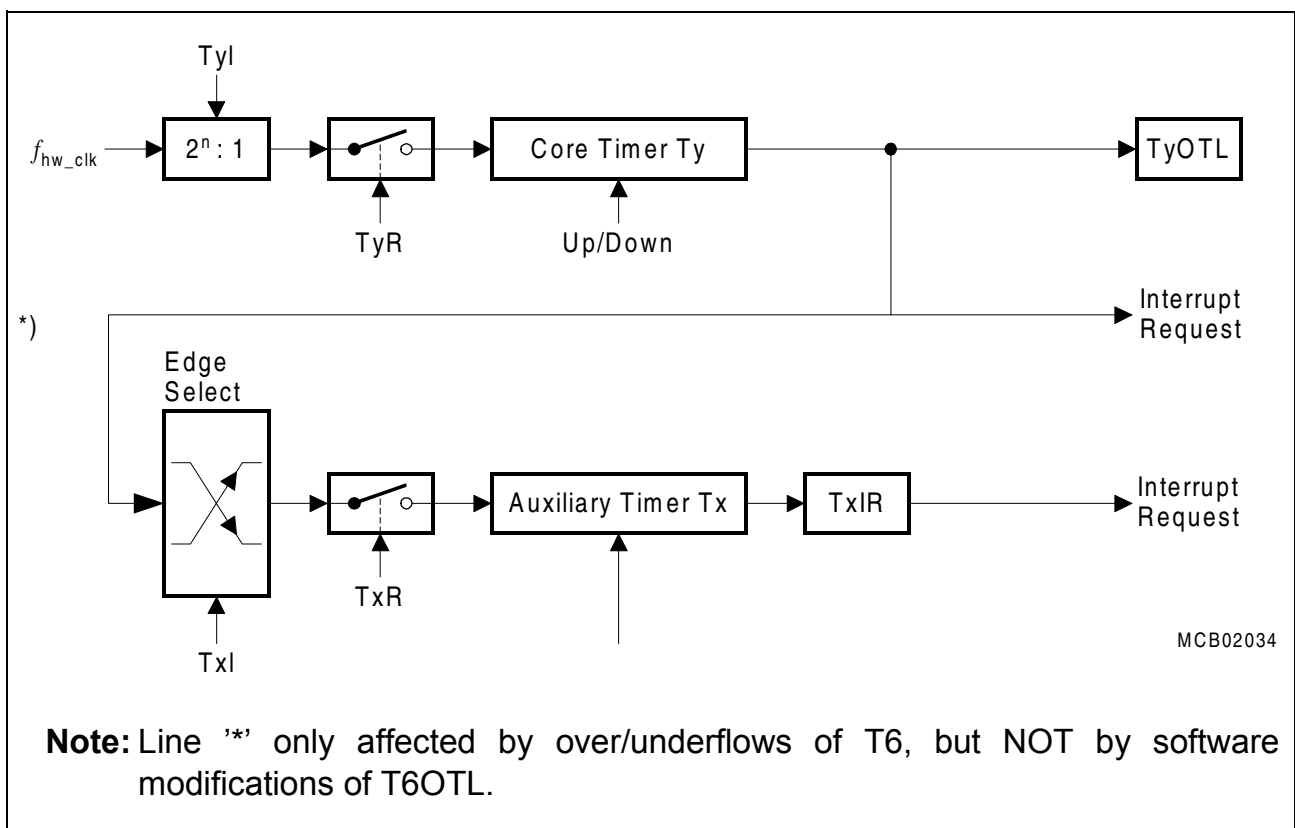 TyI
f hw_clk
2ⁿ : 1
Core Timer Ty
TyOTL
TyR
Up/Down
*)
Interrupt
Request
Edge
Select
Auxiliary Timer Tx
TxIR
Interrupt
Request
TxR
TxI
MCB02034
Note: Line '*' only affected by over/underflows of T6, but NOT by software
modifications of T6OTL.